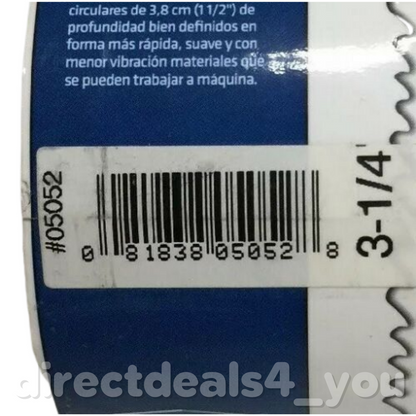 circulares de 3,8 cm (1 1/2") de
profundidad bien definidos en
forma más rápida, suave y con
menor vibración materiales que
se pueden trabajar a máquina.
#05052
0 81838 05052 8
3-1/4
directdeals4_you